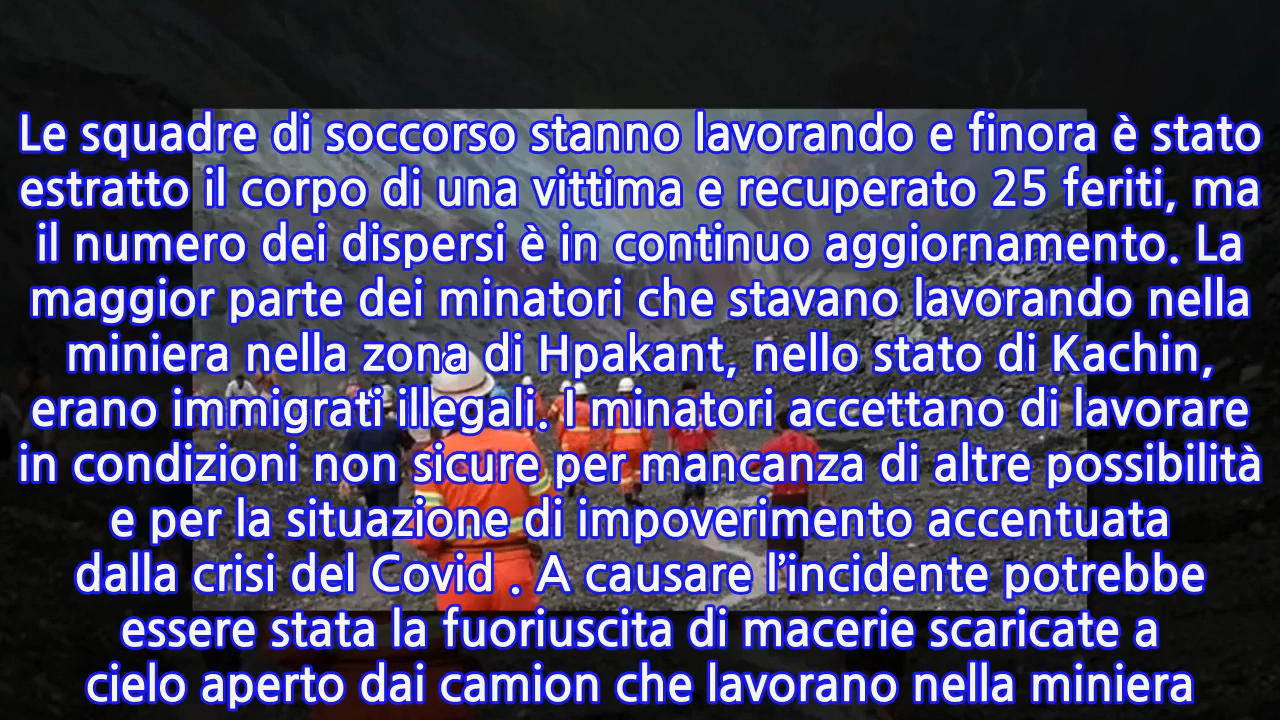 Le squadre di soccorso stanno lavorando e finora è stato
estratto il corpo di una vittima e recuperato 25 feriti, ma
il numero dei dispersi è in continuo aggiornamento. La
maggior parte dei minatori che stavano lavorando nella
miniera nella zona di Hpakant, nello stato di Kachin,
erano immigrati illegali. I minatori accettano di lavorare
in condizioni non sicure per mancanza di altre possibilità
e per la situazione di impoverimento accentuata
dalla crisi del Covid . A causare l’incidente potrebbe
essere stata la fuoriuscita di macerie scaricate a
cielo aperto dai camion che lavorano nella miniera